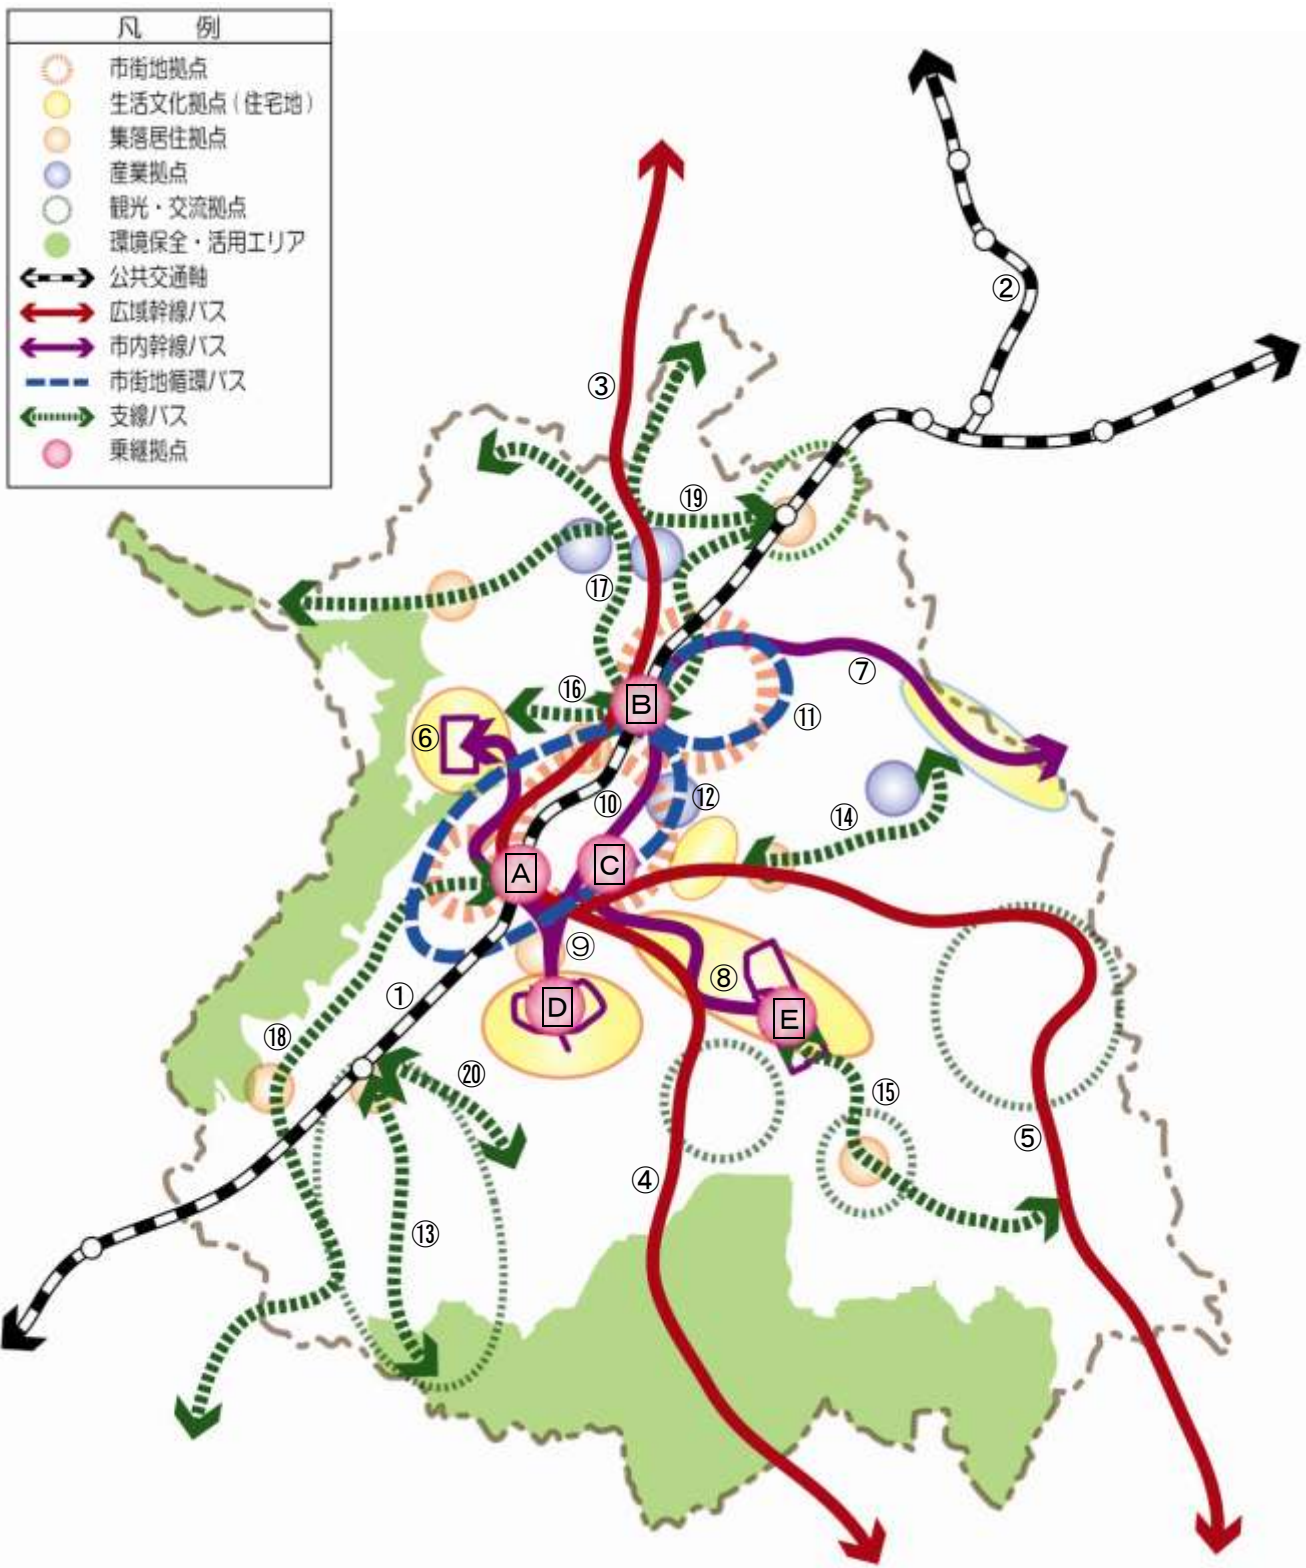 凡 例
市街地拠点
生活文化拠点(住宅地)
集落居住拠点
産業拠点
観光・交流拠点
環境保全・活用エリア
公共交通軸
広域幹線バス
市内幹線バス
市街地循環バス
支線バス
乗継拠点
②
③
⑲
⑰
⑦
⑯
B
⑪
⑥
⑩
⑫
⑭
A
C
⑨
⑧
①
D
E
⑱
⑳
⑮
⑤
④
⑬